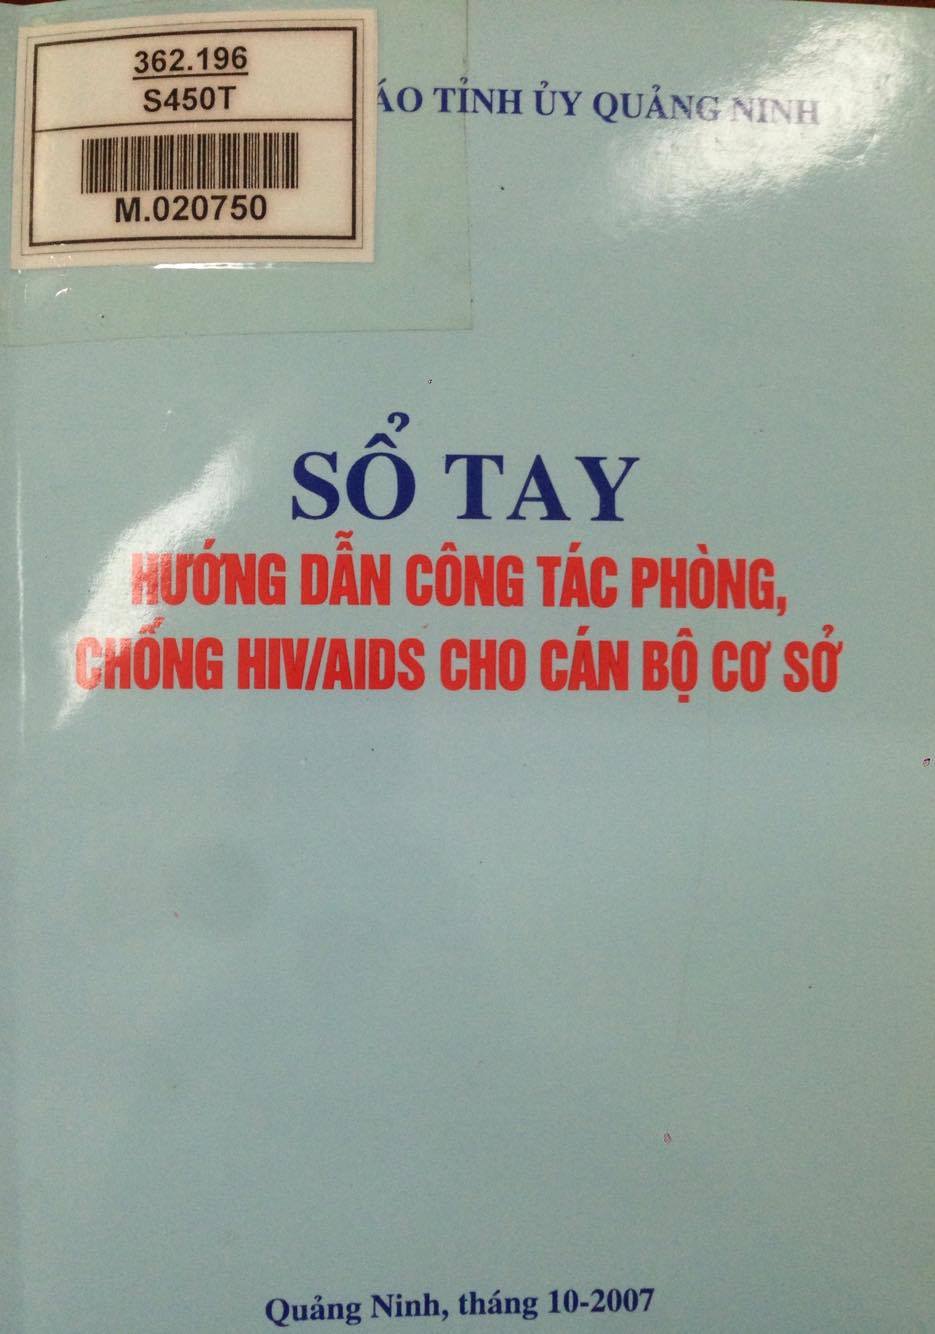 362.196
S450T
M.020750
ÁO TỈNH ỦY QUẢNG NINH
SỔ TAY
HƯỚNG DẪN CÔNG TÁC PHÒNG,
CHỐNG HIV/AIDS CHO CÁN BỘ CƠ SỞ
Quảng Ninh, tháng 10-2007